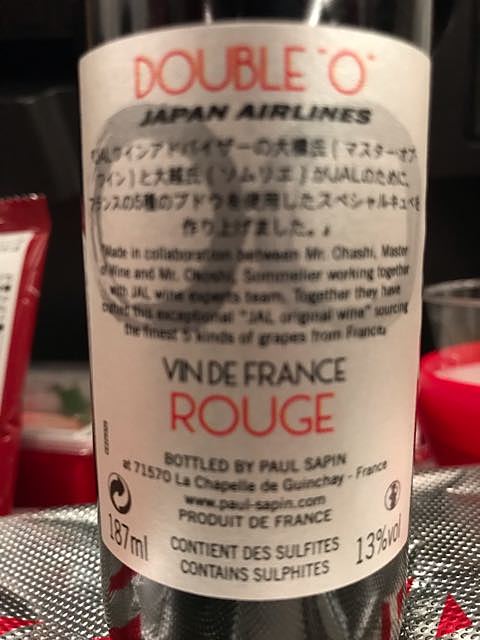 DOUBLE "O"
JAPAN AIRLINES
「JALワインアドバイザーの大橋氏(マスター・オブ・
ワイン)と大越氏(ソムリエ)がJALのために、
フランスの5種のブドウを使用したスペシャルキュベを
作り上げました。」
"Made in collaboration between Mr. Ohashi, Master
of Wine and Mr. Okoshi, Sommelier working together
with JAL wine experts team. Together they have
crafted this exceptional "JAL original wine" sourcing
the finest 5 kinds of grapes from France."
VIN DE FRANCE
ROUGE
BOTTLED BY PAUL SAPIN
at 71570 La Chapelle de Guinchay - France
www.paul-sapin.com
PRODUIT DE FRANCE
187ml
CONTIENT DES SULFITES
CONTAINS SULPHITES
13%vol